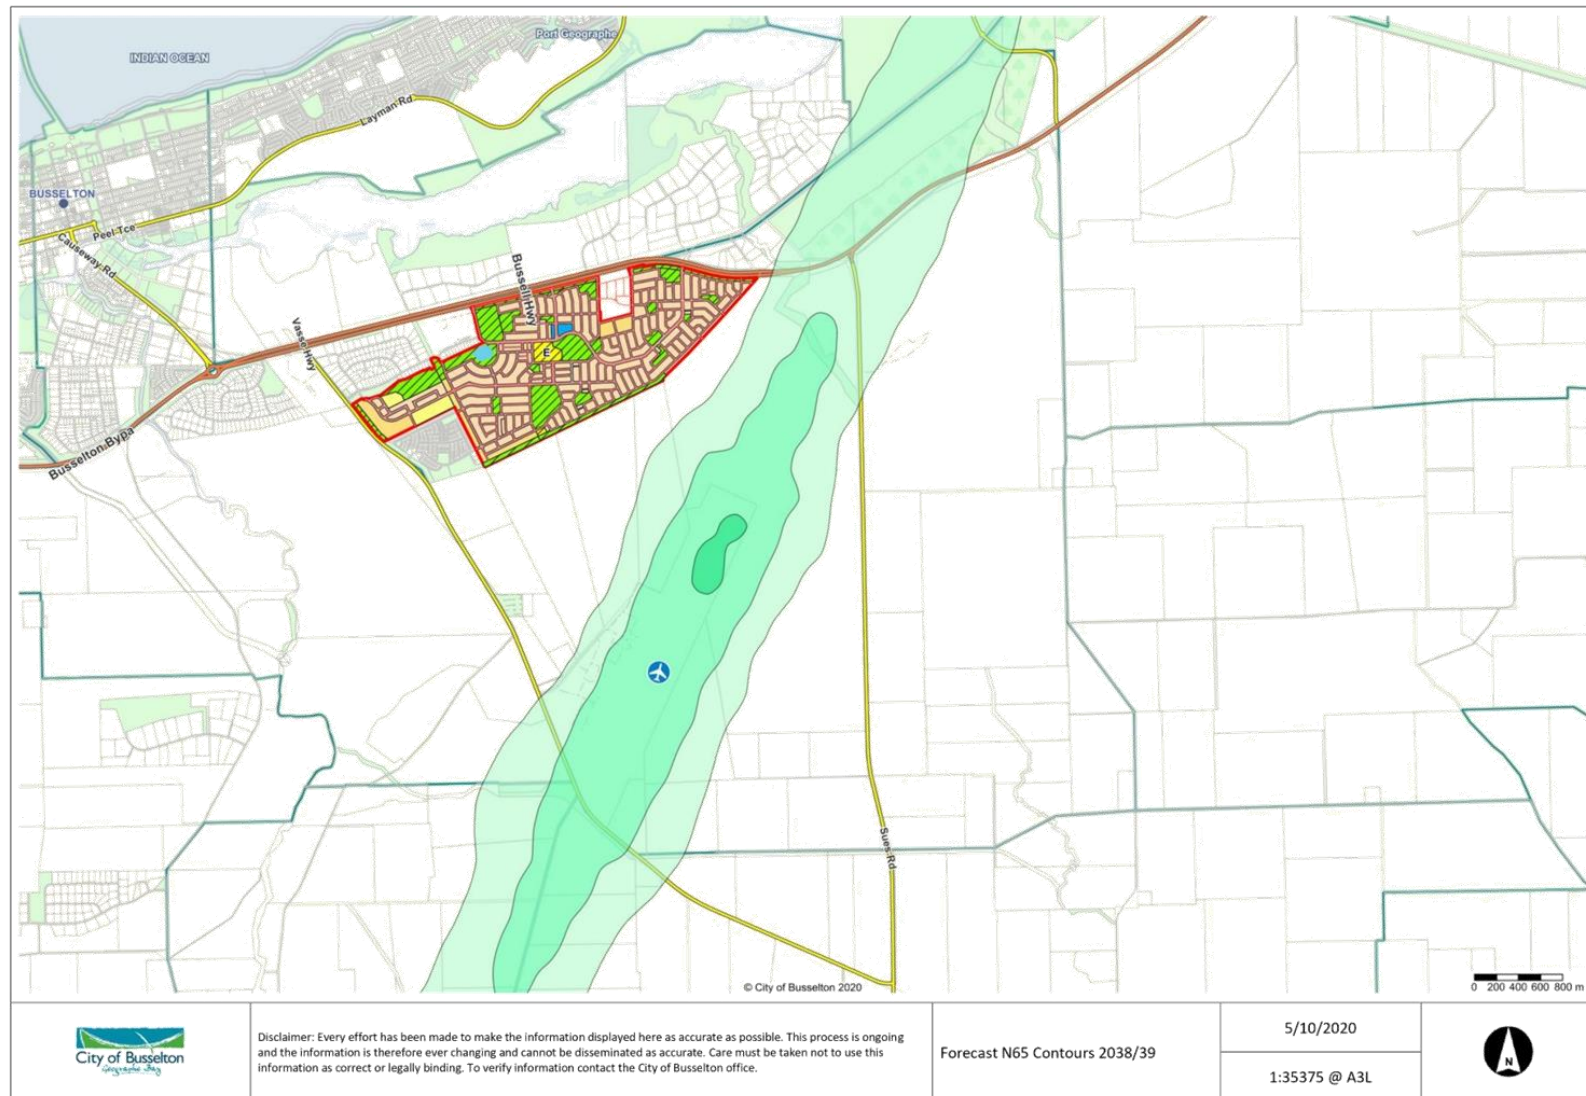 INDIAN OCEAN
Port Geographe
Layman Rd
BUSSELTON
Peel Tce
Causeway Rd
Bussell Hwy
Vasse Hwy
E
Busselton Bypa
Sues Rd
© City of Busselton 2020
0 200 400 600 800 m
City of Busselton
Geographe Bay
Disclaimer: Every effort has been made to make the information displayed here as accurate as possible. This process is ongoing
and the information is therefore ever changing and cannot be disseminated as accurate. Care must be taken not to use this
information as correct or legally binding. To verify information contact the City of Busselton office.
Forecast N65 Contours 2038/39
5/10/2020
1:35375 @ A3L
N